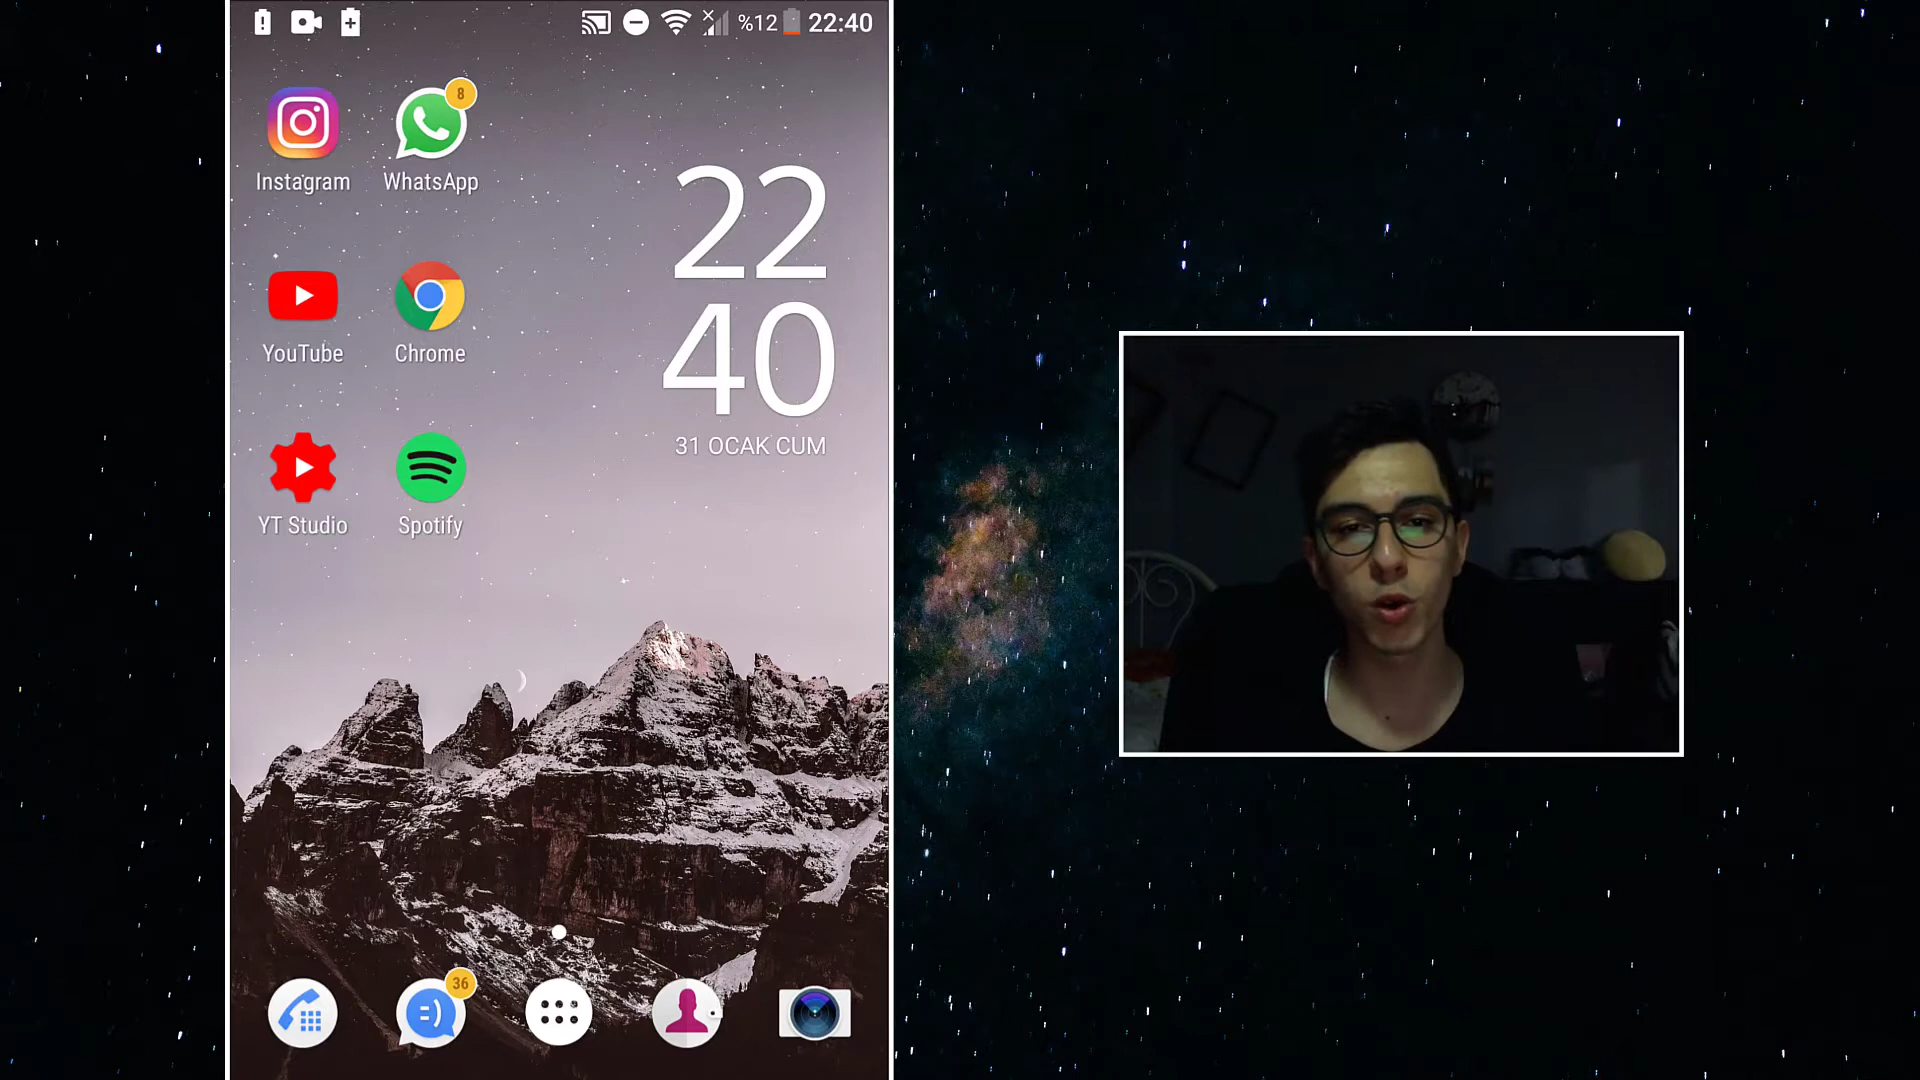 %12 22:40
8
Instagram WhatsApp
22
40
YouTube Chrome
31 OCAK CUM
YT Studio Spotify
36